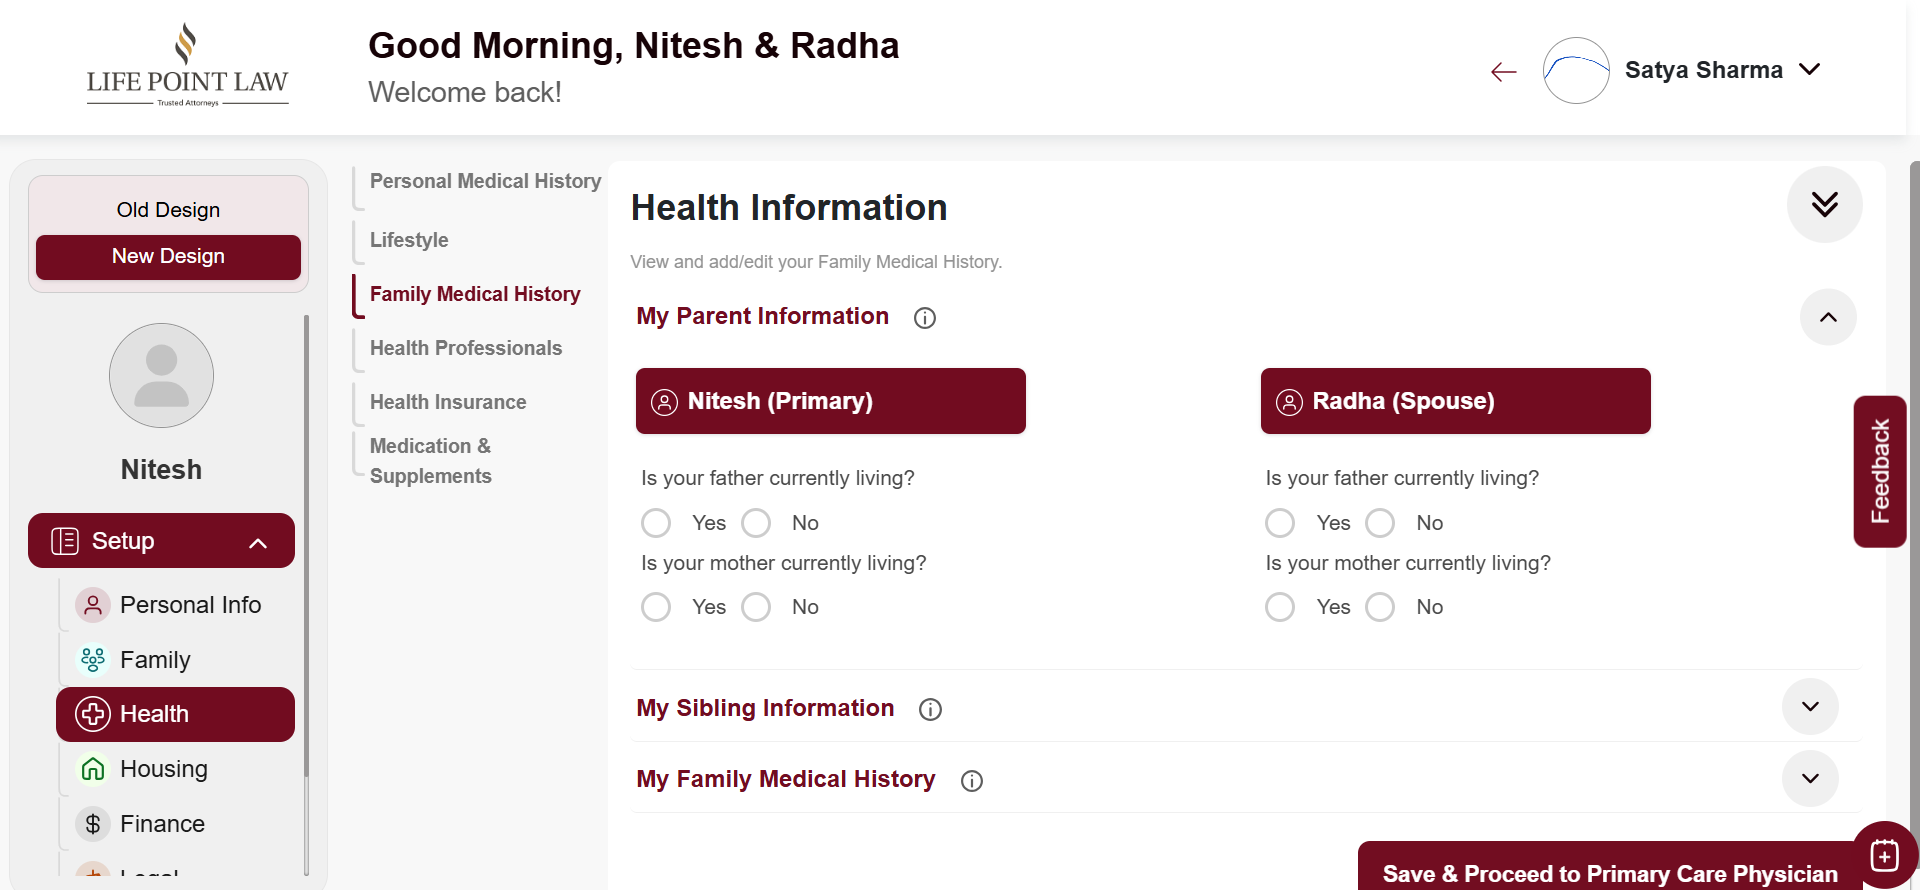 LIFE POINT LAW
Trusted Attorneys
Good Morning, Nitesh & Radha
Welcome back!
Satya Sharma
Old Design
New Design
Nitesh
Setup
Personal Info
Family
Health
Housing
Finance
Legal
Personal Medical History
Lifestyle
Family Medical History
Health Professionals
Health Insurance
Medication &
Supplements
Health Information
View and add/edit your Family Medical History.
My Parent Information
Nitesh (Primary)
Is your father currently living?
Yes No
Is your mother currently living?
Yes No
Radha (Spouse)
Is your father currently living?
Yes No
Is your mother currently living?
Yes No
My Sibling Information
My Family Medical History
Save & Proceed to Primary Care Physician
Feedback